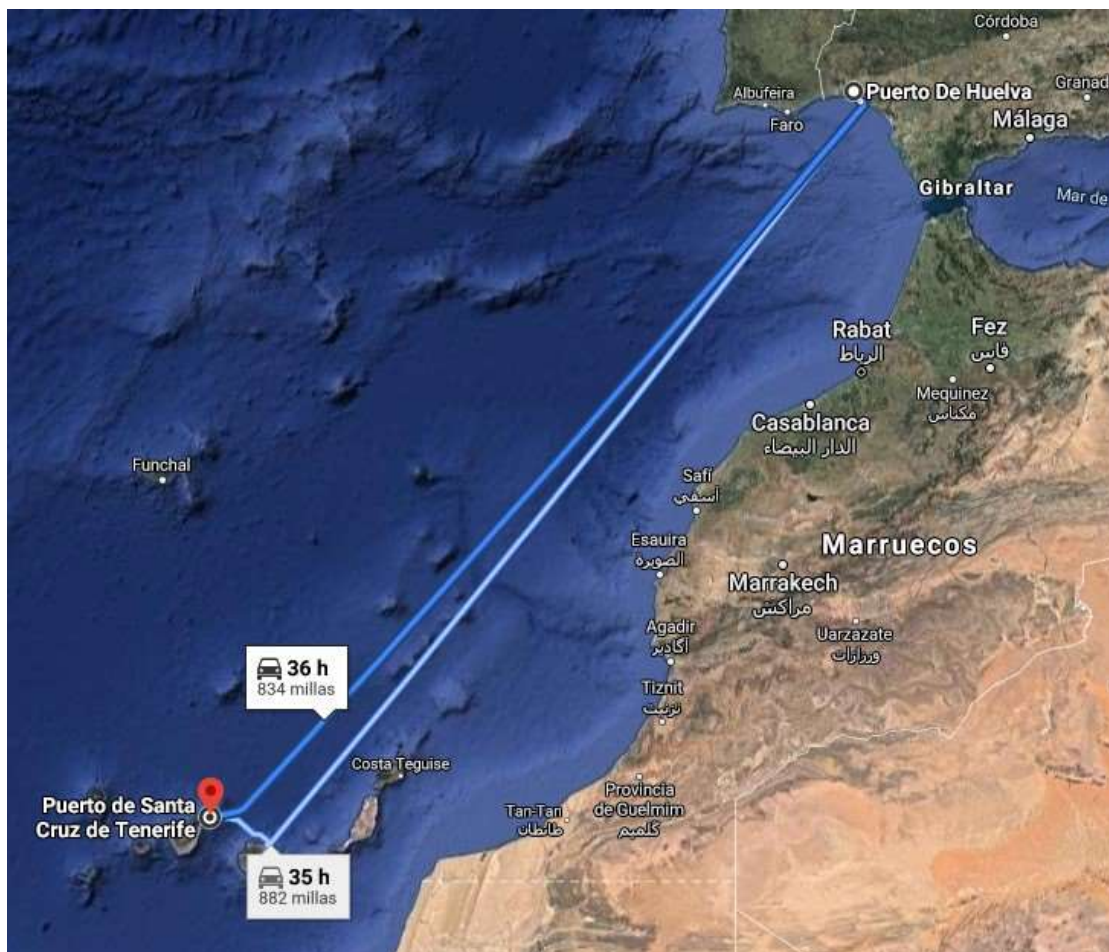 Córdoba
Puerto De Huelva
Granad
Albufeira
Faro
Málaga
Gibraltar
Mar de
Rabat
الرباط
Fez
فاس
Mequinez
مكناس
Casablanca
الدار البيضاء
Funchal
Safí
آسفي
Esauira
الصويرة
Marruecos
Marrakech
مراكش
Agadir
أكادير
Uarzazate
ورزازات
36 h
834 millas
Tiznit
تزنيت
Costa Teguise
Puerto de Santa
Cruz de Tenerife
Provincia
de Guelmim
كلميم
Tan-Tan
طانطان
35 h
882 millas